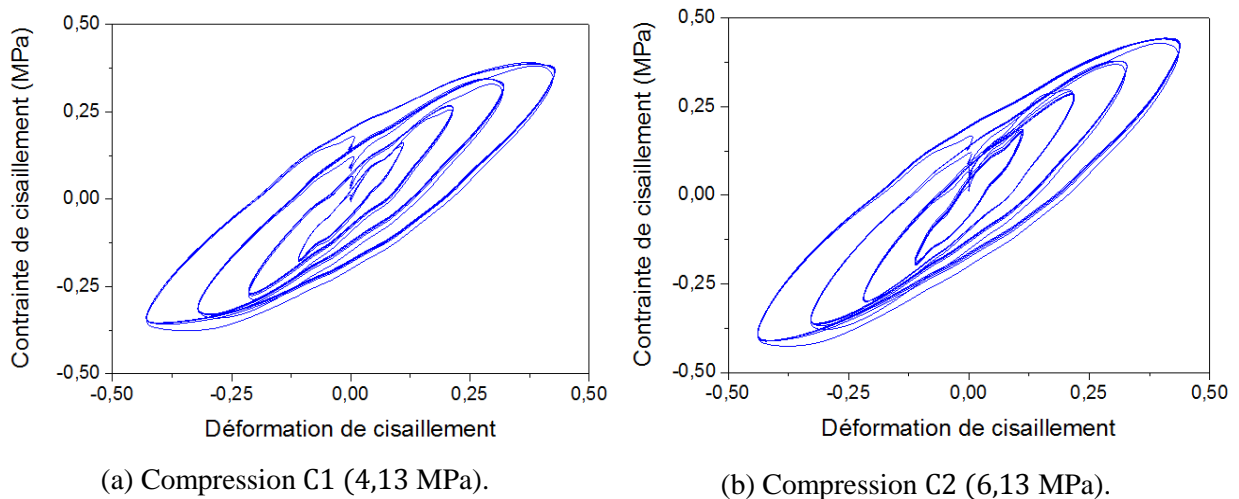 0,50
0,25
0,00
-0,25
-0,50
Contrainte de cisaillement (MPa)
-0,50 -0,25 0,00 0,25 0,50
Déformation de cisaillement
(a) Compression C1 (4,13 MPa).
0,50
0,25
0,00
-0,25
-0,50
Contrainte de cisaillement (MPa)
-0,50 -0,25 0,00 0,25 0,50
Déformation de cisaillement
(b) Compression C2 (6,13 MPa).